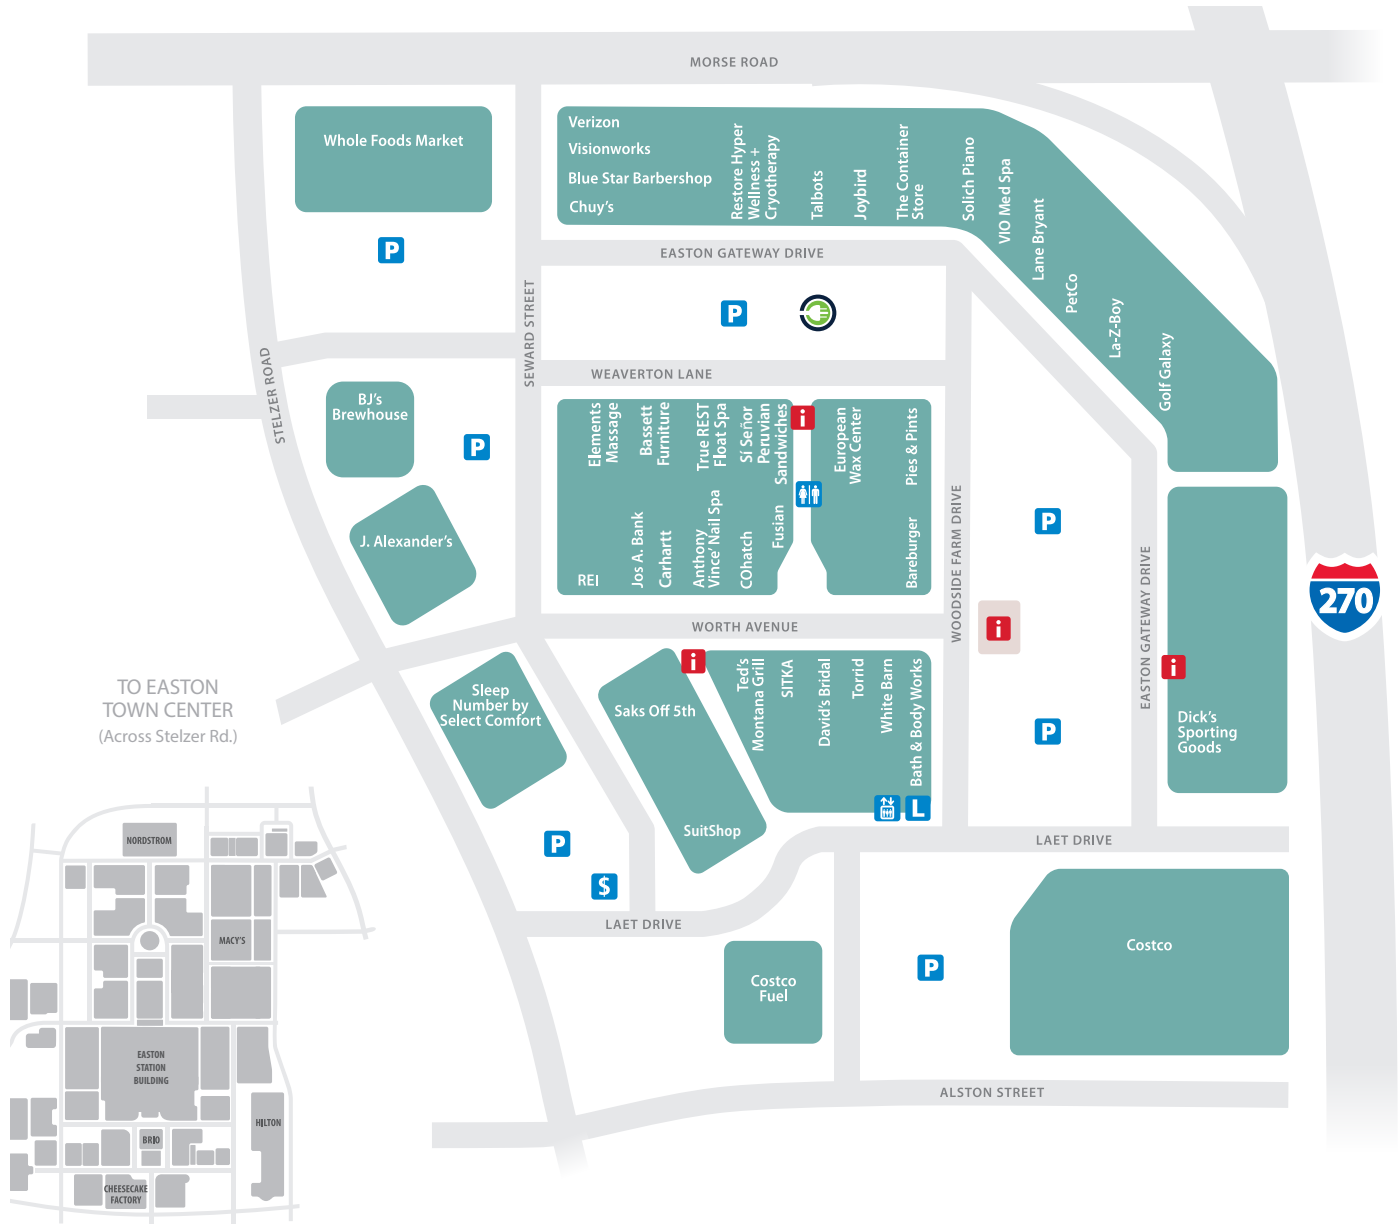 MORSE ROAD
Whole Foods Market
Verizon
Visionworks
Blue Star Barbershop
Chuy's
Restore Hyper
Wellness +
Cryotherapy
Talbots
Joybird
The Container
Store
Solich Piano
VIO Med Spa
Lane Bryant
PetCo
La-Z-Boy
Golf Galaxy
P
EASTON GATEWAY DRIVE
P
SEWARD STREET
STELZER ROAD
WEAVERTON LANE
BJ's
Brewhouse
P
J. Alexander's
Elements
Massage
Bassett
Furniture
True REST
Float Spa
Sí Señor
Peruvian
Sandwiches
i
European
Wax Center
Pies & Pints
REI
Jos A. Bank
Carhartt
Anthony
Vince' Nail Spa
COhatch
Fusian
Bareburger
WOODSIDE FARM DRIVE
P
EASTON GATEWAY DRIVE
270
WORTH AVENUE
i
i
i
TO EASTON
TOWN CENTER
(Across Stelzer Rd.)
Sleep
Number by
Select Comfort
Saks Off 5th
SuitShop
Ted's
Montana Grill
SITKA
David's Bridal
Torrid
White Barn
Bath & Body Works
L
P
Dick's
Sporting
Goods
P
$
LAET DRIVE
LAET DRIVE
Costco
Fuel
P
Costco
ALSTON STREET
NORDSTROM
MACY'S
EASTON
STATION
BUILDING
HILTON
BRIO
CHEESECAKE
FACTORY